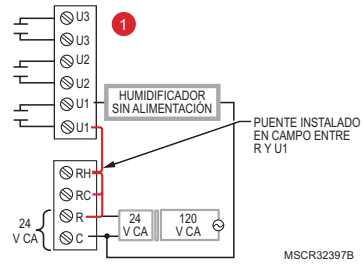 U3
1
U3
U2
U2
U1
HUMIDIFICADOR
SIN ALIMENTACIÓN
U1
PUENTE INSTALADO
EN CAMPO ENTRE
R Y U1
RH
RC
R
C
24
V CA
24
V CA
120
V CA
MSCR32397B